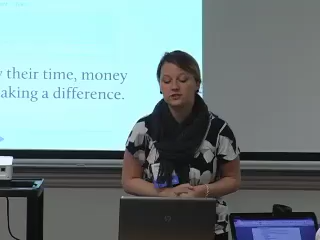 their time, money
aking a difference.